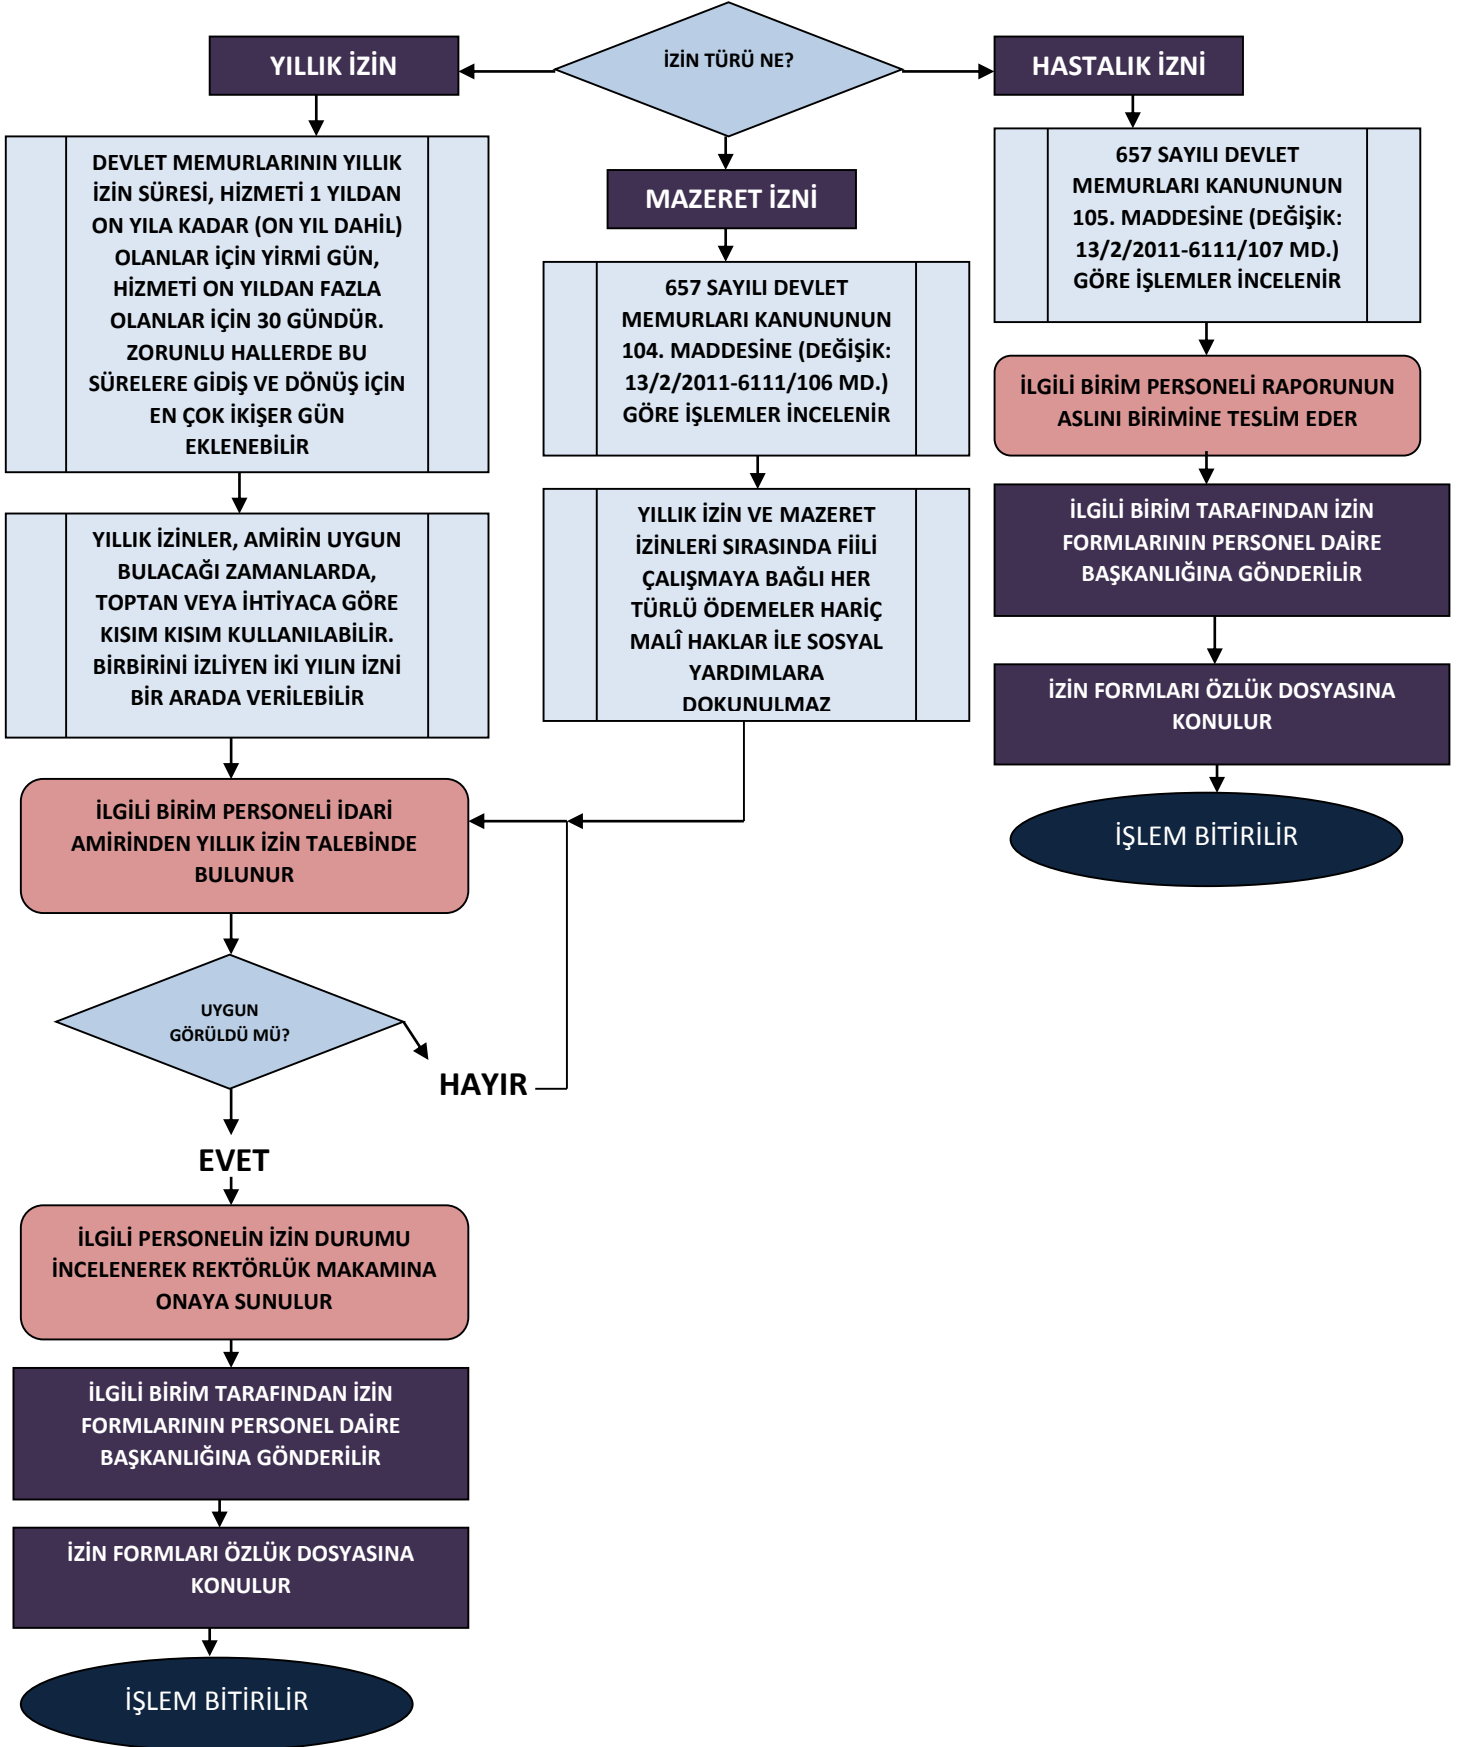 İZİN TÜRÜ NE?
YILLIK İZİN
DEVLET MEMURLARININ YILLIK
İZİN SÜRESİ, HİZMETİ 1 YILDAN
ON YILA KADAR (ON YIL DAHİL)
OLANLAR İÇİN YİRMİ GÜN,
HİZMETİ ON YILDAN FAZLA
OLANLAR İÇİN 30 GÜNDÜR.
ZORUNLU HALLERDE BU
SÜRELERE GİDİŞ VE DÖNÜŞ İÇİN
EN ÇOK İKİŞER GÜN
EKLENEBİLİR
YILLIK İZİNLER, AMİRİN UYGUN
BULACAĞI ZAMANLARDA,
TOPTAN VEYA İHTİYACA GÖRE
KISIM KISIM KULLANILABİLİR.
BİRBİRİNİ İZLİYEN İKİ YILIN İZNİ
BİR ARADA VERİLEBİLİR
MAZERET İZNİ
657 SAYILI DEVLET
MEMURLARI KANUNUNUN
104. MADDESİNE (DEĞİŞİK:
13/2/2011-6111/106 MD.)
GÖRE İŞLEMLER İNCELENİR
YILLIK İZİN VE MAZERET
İZİNLERİ SIRASINDA FİİLİ
ÇALIŞMAYA BAĞLI HER
TÜRLÜ ÖDEMELER HARİÇ
MALÎ HAKLAR İLE SOSYAL
YARDIMLARA
DOKUNULMAZ
HASTALIK İZNİ
657 SAYILI DEVLET
MEMURLARI KANUNUNUN
105. MADDESİNE (DEĞİŞİK:
13/2/2011-6111/107 MD.)
GÖRE İŞLEMLER İNCELENİR
İLGİLİ BİRİM PERSONELİ RAPORUNUN
ASLINI BİRİMİNE TESLİM EDER
İLGİLİ BİRİM TARAFINDAN İZİN
FORMLARININ PERSONEL DAİRE
BAŞKANLIĞINA GÖNDERİLİR
İZİN FORMLARI ÖZLÜK DOSYASINA
KONULUR
İŞLEM BİTİRİLİR
İLGİLİ BİRİM PERSONELİ İDARİ
AMİRİNDEN YILLIK İZİN TALEBİNDE
BULUNUR
UYGUN
GÖRÜLDÜ MÜ?
HAYIR
EVET
İLGİLİ PERSONELİN İZİN DURUMU
İNCELENEREK REKTÖRLÜK MAKAMINA
ONAYA SUNULUR
İLGİLİ BİRİM TARAFINDAN İZİN
FORMLARININ PERSONEL DAİRE
BAŞKANLIĞINA GÖNDERİLİR
İZİN FORMLARI ÖZLÜK DOSYASINA
KONULUR
İŞLEM BİTİRİLİR